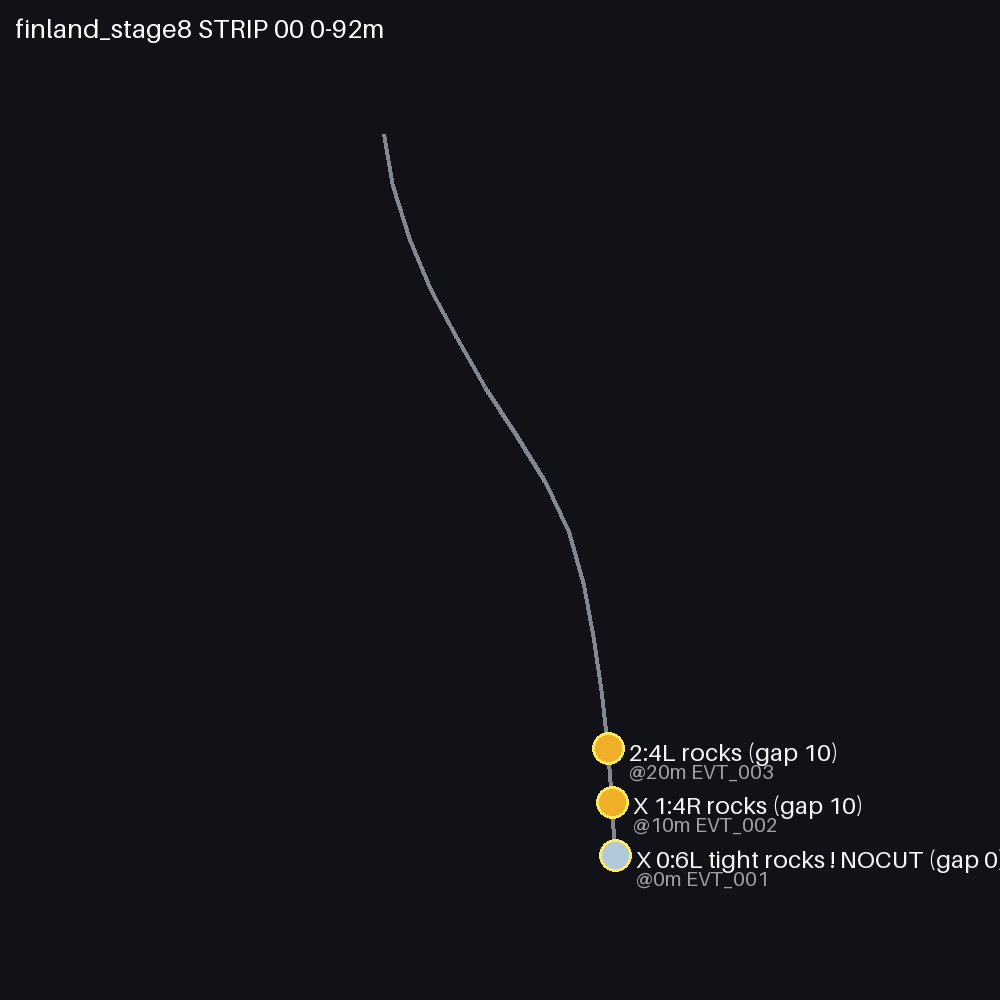 finland_stage8 STRIP 00 0-92m
2:4L rocks (gap 10)
@20m EVT_003
X 1:4R rocks (gap 10)
@10m EVT_002
X 0:6L tight rocks ! NOCUT (gap 0)
@0m EVT_001